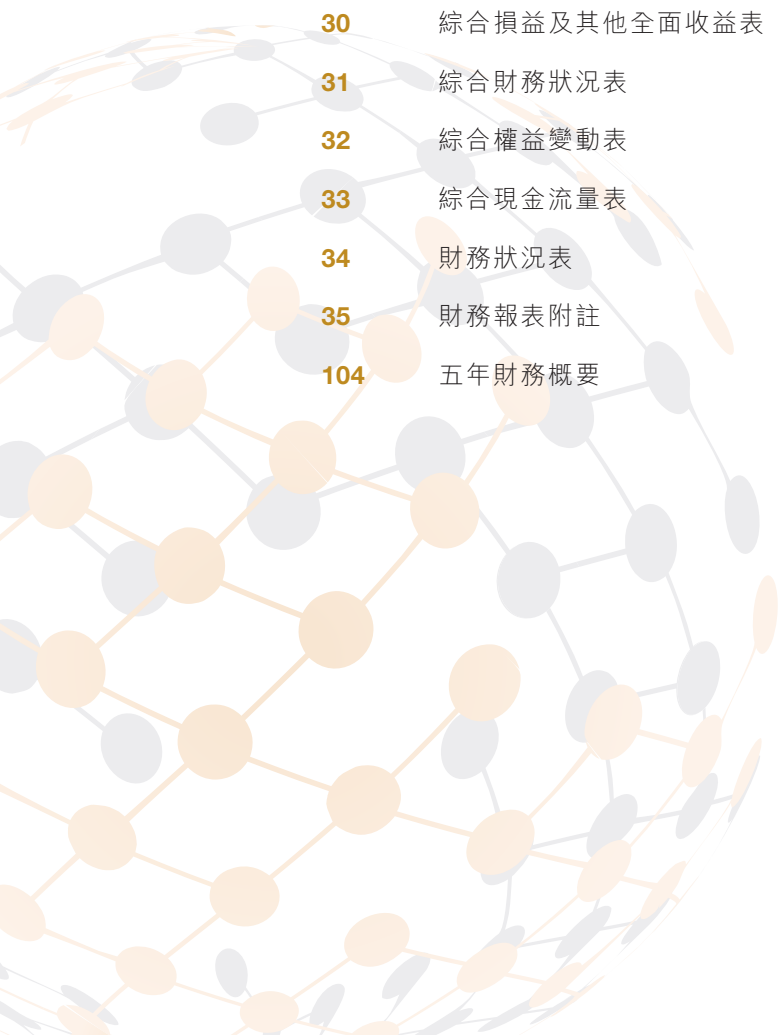 30 綜合損益及其他全面收益表
31 綜合財務狀況表
32 綜合權益變動表
33 綜合現金流量表
34 財務狀況表
35 財務報表附註
104 五年財務概要